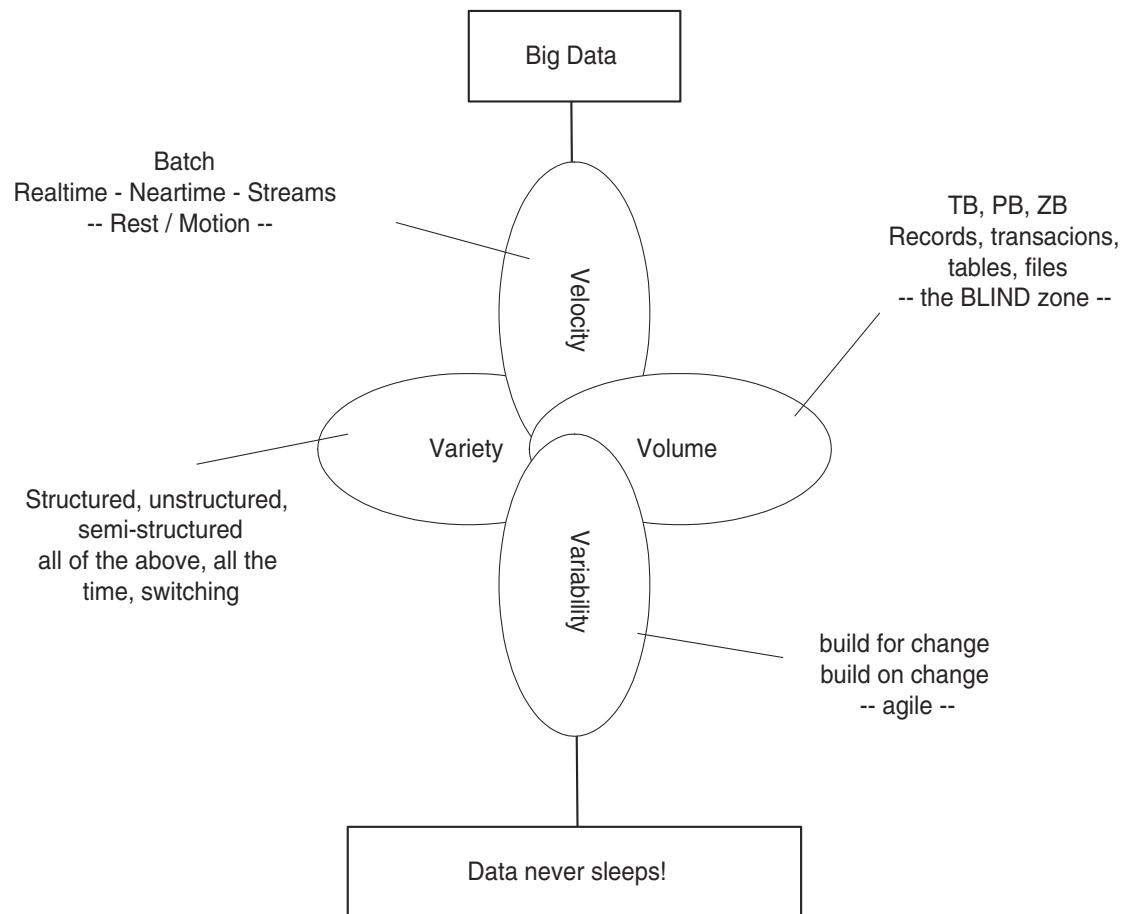 Big Data
Batch
Realtime - Neartime - Streams
-- Rest / Motion --
TB, PB, ZB
Records, transacions,
tables, files
-- the BLIND zone --
Velocity
Variety
Volume
Structured, unstructured,
semi-structured
all of the above, all the
time, switching
Variability
build for change
build on change
-- agile --
Data never sleeps!